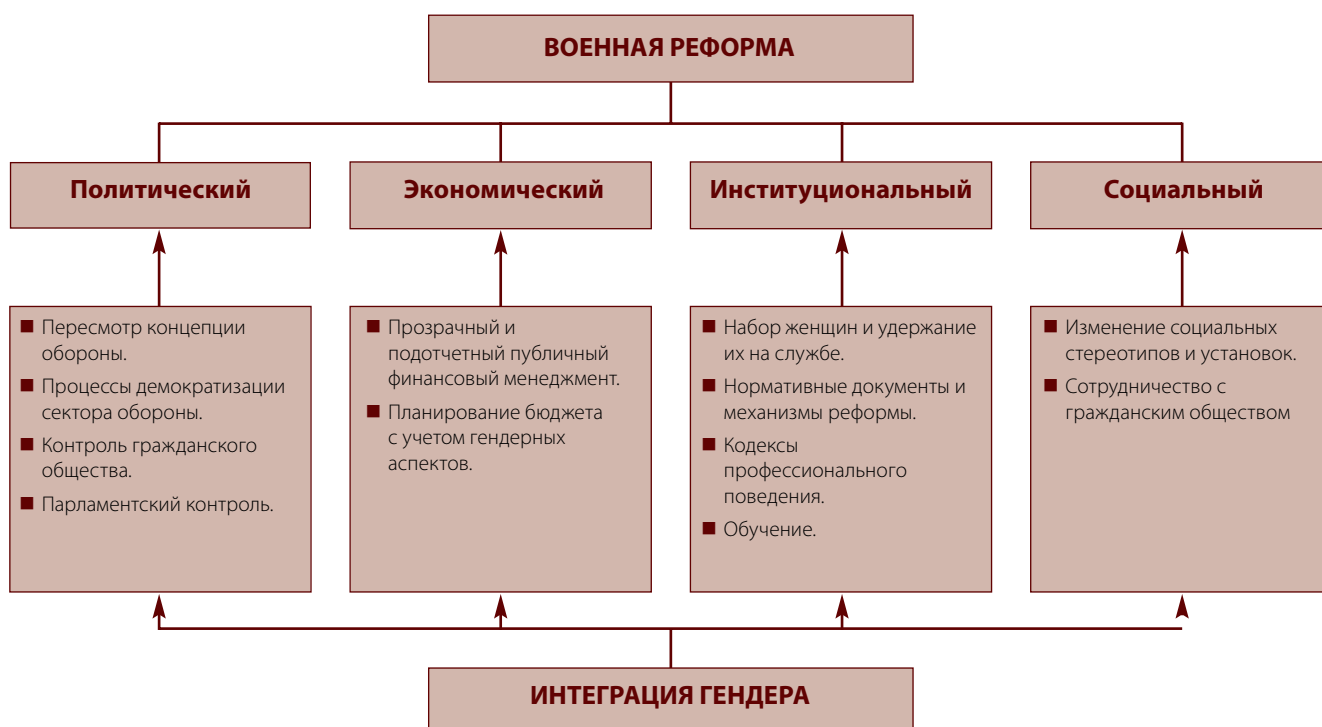 ВОЕННАЯ РЕФОРМА
Политический
Экономический
Институциональный
Социальный
Пересмотр концепции
обороны.
Процессы демократизации
сектора обороны.
Контроль гражданского
общества.
Парламентский контроль.
Прозрачный и
подотчетный публичный
финансовый менеджмент.
Планирование бюджета
с учетом гендерных
аспектов.
Набор женщин и удержание
их на службе.
Нормативные документы и
механизмы реформы.
Кодексы
профессионального
поведения.
Обучение.
Изменение социальных
стереотипов и установок.
Сотрудничество с
гражданским обществом
ИНТЕГРАЦИЯ ГЕНДЕРА